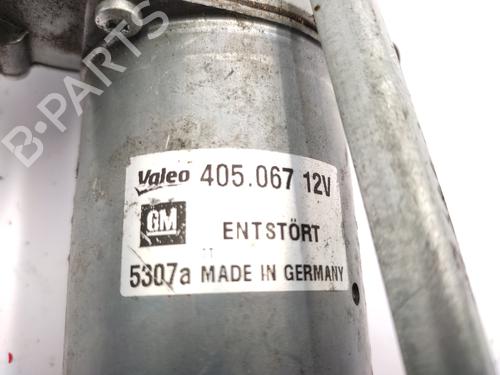 B-PARTS
Valeo 405.067 12V
GM ENTSTÖRT
5307a MADE IN GERMANY